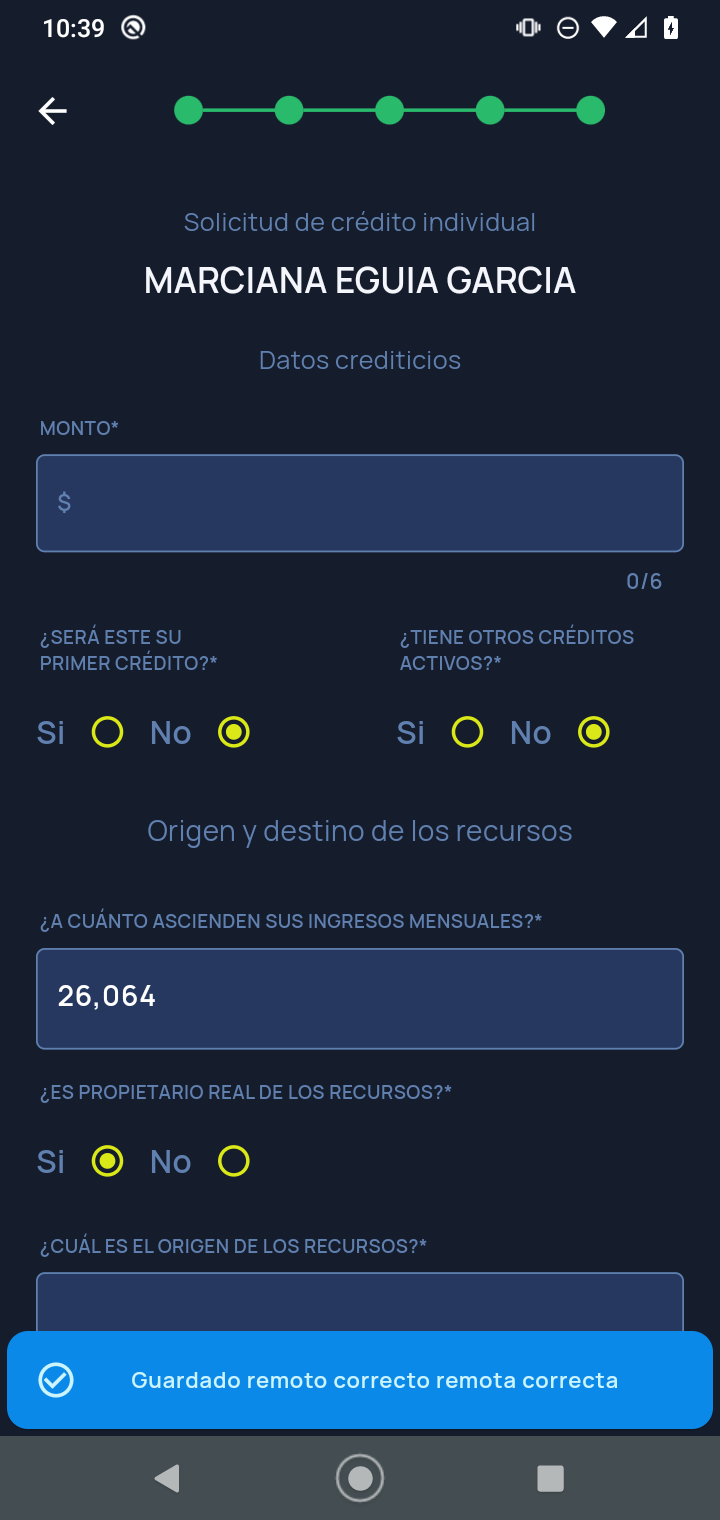 10:39
Solicitud de crédito individual
MARCIANA EGUIA GARCIA
Datos crediticios
MONTO*
$
0/6
¿SERÁ ESTE SU
PRIMER CRÉDITO?*
¿TIENE OTROS CRÉDITOS
ACTIVOS?*
Si No Si No
Origen y destino de los recursos
¿A CUÁNTO ASCIENDEN SUS INGRESOS MENSUALES?*
26,064
¿ES PROPIETARIO REAL DE LOS RECURSOS?*
Si No
¿CUÁL ES EL ORIGEN DE LOS RECURSOS?*
Guardado remoto correcto remota correcta